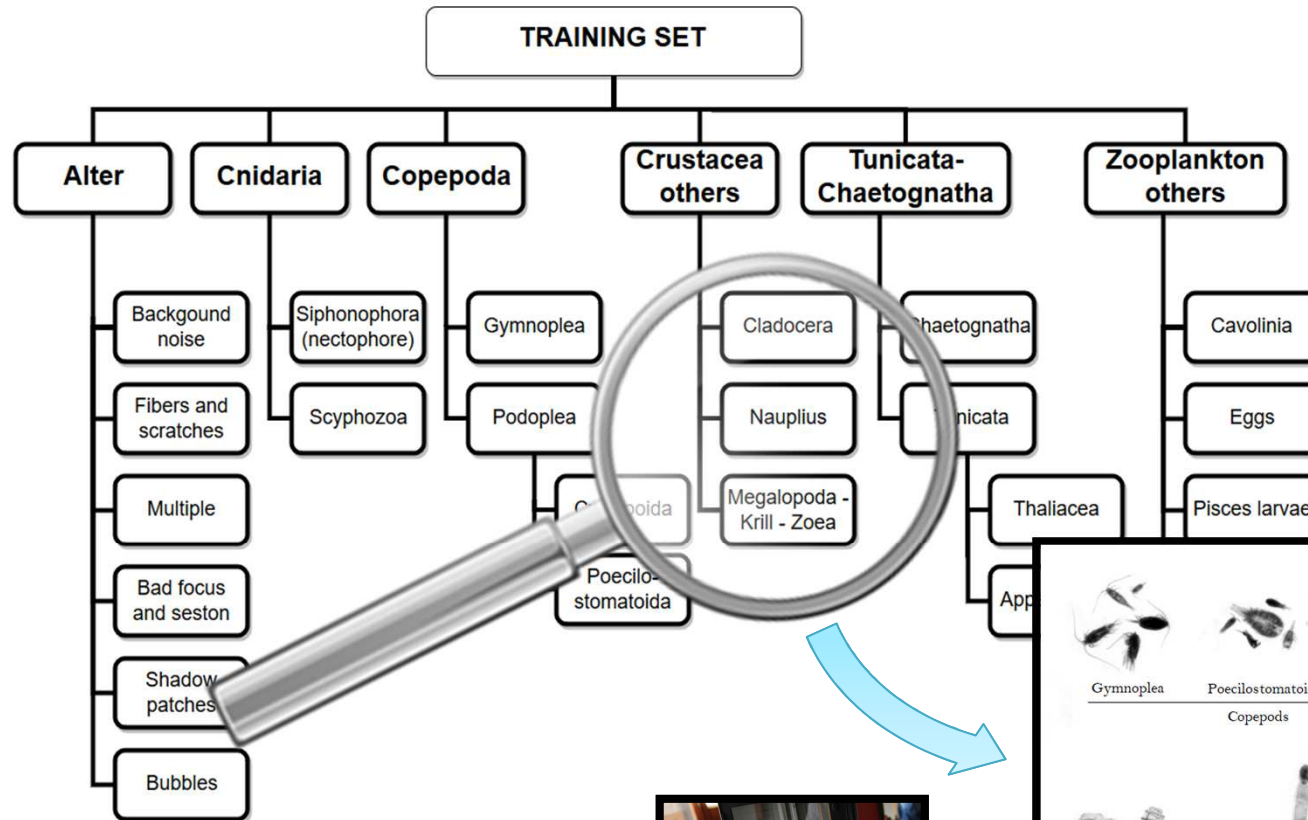 TRAINING SET
Alter
Cnidaria
Copepoda
Crustacea
others
Tunicata-
Chaetognatha
Zooplankton
others
Backgound
noise
Fibers and
scratches
Multiple
Bad focus
and seston
Shadow
patches
Bubbles
Siphonophora
(nectophore)
Scyphozoa
Gymnoplea
Podoplea
Poecilo-
stomatoida
Cladocera
Nauplius
Megalopoda -
Krill - Zoea
Chaetognatha
Tunicata
Thaliacea
Cavolinia
Eggs
Pisces larvae
Gymnoplea
Copepods